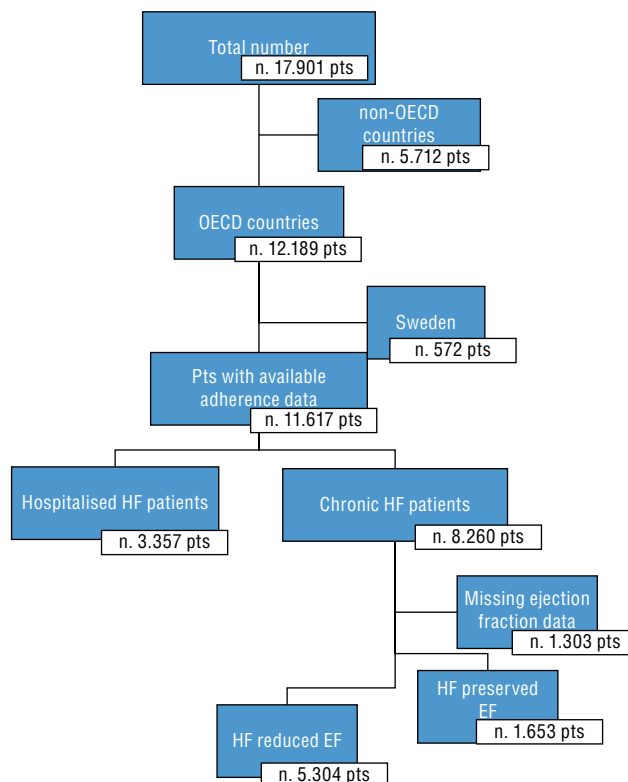 Total number
n. 17.901 pts
non-OECD
countries
n. 5.712 pts
OECD countries
n. 12.189 pts
Sweden
n. 572 pts
Pts with available
adherence data
n. 11.617 pts
Hospitalised HF patients
n. 3.357 pts
Chronic HF patients
n. 8.260 pts
Missing ejection
fraction data
n. 1.303 pts
HF preserved
EF
n. 1.653 pts
HF reduced EF
n. 5.304 pts